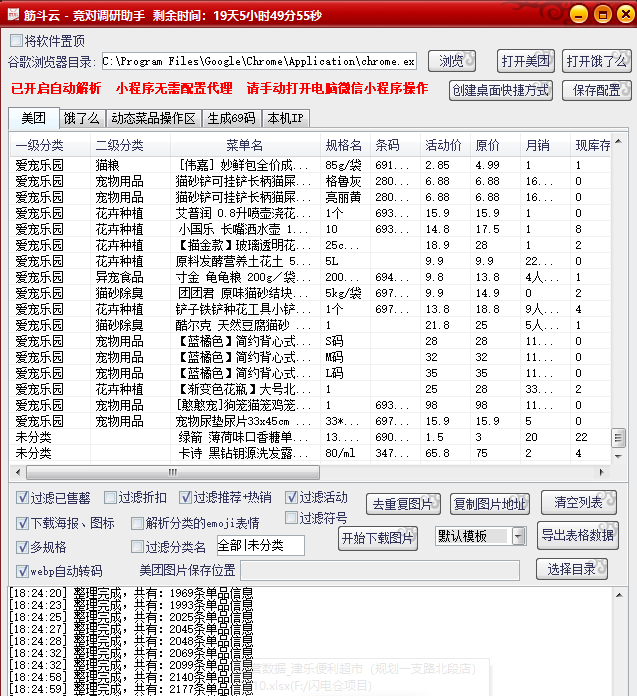 筋斗云 - 竞对调研助手 剩余时间: 19天5小时49分55秒
将软件置顶
谷歌浏览器目录: C:\Program Files\Google\Chrome\Application\chrome.ex 浏览 打开美团 打开饿了么
已开启自动解析 小程序无需配置代理 请手动打开电脑微信小程序操作 创建桌面快捷方式 保存配置
美团 饿了么 动态菜品操作区 生成69码 本机IP
一级分类 二级分类 菜单名 规格名 条码 活动价 原价 月销 现库存
爱宠乐园 猫粮 [伟嘉] 妙鲜包全价成... 85g/袋 691... 2.85 4.99 1 1
爱宠乐园 宠物用品 猫砂铲可挂铲长柄猫屎... 格鲁灰 280... 6.88 6.88 16... 0
爱宠乐园 宠物用品 猫砂铲可挂铲长柄猫屎... 亮丽黄 280... 6.88 6.88 16... 0
爱宠乐园 花卉种植 艾普润 0.8升喷壶浇花... 1个 693... 15.9 15.9 1 0
爱宠乐园 花卉种植 小国乐 长嘴洒水壶 1... 10 693... 14.8 17.5 1 8
爱宠乐园 花卉种植 【描金款】玻璃透明花... 25c... 18.9 28 1 2
爱宠乐园 花卉种植 原料发酵营养土花土 5... 5L 9.9 9.9 22... 0
爱宠乐园 异宠食品 寸金 龟龟粮 200g／袋... 200... 694... 9.8 13.8 4人... 1
爱宠乐园 猫砂除臭 团团君 原味猫砂结块... 5kg/袋 697... 9.9 14.9 0 2
爱宠乐园 花卉种植 铲子铁铲种花工具小铲... 1个 697... 13.8 18.8 9人... 4
爱宠乐园 猫砂除臭 酷尔克 天然豆腐猫砂 ... 1 21.8 25 5人... 1
爱宠乐园 宠物用品 【蓝橘色】简约背心式... S码 28 28 11... 0
爱宠乐园 宠物用品 【蓝橘色】简约背心式... M码 32 32 11... 0
爱宠乐园 宠物用品 【蓝橘色】简约背心式... L码 35 35 11... 0
爱宠乐园 花卉种植 【渐变色花瓶】大号北... 1 25 28 33... 2
爱宠乐园 宠物用品 [憨憨宠]狗笼猫笼鸡笼... 1 693... 98 98 11... 0
爱宠乐园 宠物用品 宠物尿垫尿片33x45cm ... 33*... 697... 15.9 15.9 5 0
未分类 绿箭 薄荷味口香糖单... 13.... 690... 1.5 3 20 22
未分类 卡诗 黑钻钥源洗发露... 80/ml 347... 65.8 75 2 4
过滤已售罄 过滤折扣 过滤推荐+热销 过滤活动 去重复图片 复制图片地址 清空列表
下载海报、图标 解析分类的emoji表情 过滤符号
多规格 过滤分类名 全部|未分类 开始下载图片 默认模板 导出表格数据
webp自动转码 美团图片保存位置 选择目录
[18:24:20] 整理完成，共有: 1969条单品信息
[18:24:23] 整理完成，共有: 1993条单品信息
[18:24:25] 整理完成，共有: 2025条单品信息
[18:24:27] 整理完成，共有: 2045条单品信息
[18:24:28] 整理完成，共有: 2048条单品信息
[18:24:32] 整理完成，共有: 2069条单品信息
[18:24:32] 整理完成，共有: 2099条单品信息
[18:24:58] 整理完成，共有: 2140条单品信息
[18:24:59] 整理完成，共有: 2177条单品信息
数据_津乐便利超市（规划一支路北段店）
10.xlsx(F:/闪电仓项目)